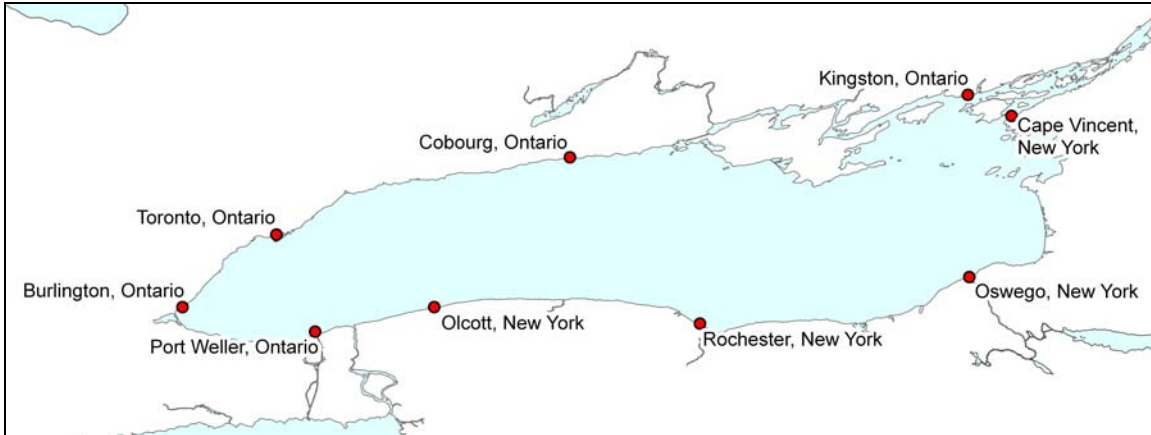 Kingston, Ontario
Cape Vincent,
New York
Cobourg, Ontario
Toronto, Ontario
Burlington, Ontario
Oswego, New York
Olcott, New York
Rochester, New York
Port Weller, Ontario